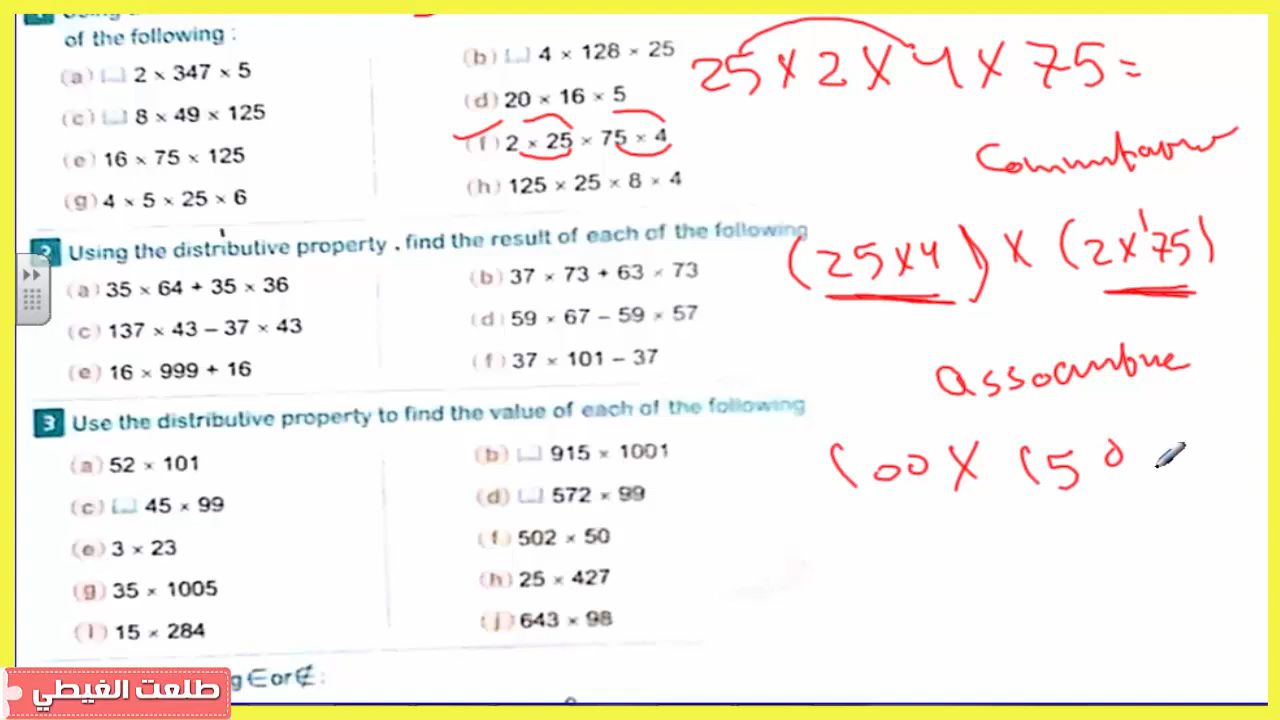 of the following :
(a) 2 × 347 × 5
(b) 4 × 128 × 25
(c) 8 × 49 × 125
(d) 20 × 16 × 5
(e) 16 × 75 × 125
(f) 2 × 25 × 75 × 4
(g) 4 × 5 × 25 × 6
(h) 125 × 25 × 8 × 4
2 Using the distributive property , find the result of each of the following
(a) 35 × 64 + 35 × 36
(b) 37 × 73 + 63 × 73
(c) 137 × 43 – 37 × 43
(d) 59 × 67 – 59 × 57
(e) 16 × 999 + 16
(f) 37 × 101 – 37
3 Use the distributive property to find the value of each of the following
(a) 52 × 101
(b) 915 × 1001
(c) 45 × 99
(d) 572 × 99
(e) 3 × 23
(f) 502 × 50
(g) 35 × 1005
(h) 25 × 427
(i) 15 × 284
(j) 643 × 98
g ∈ or ∉ :
25 × 2 × 4 × 75 =
(25 × 4) × (2 × 75)
100 × 150
طلعت الغيطي